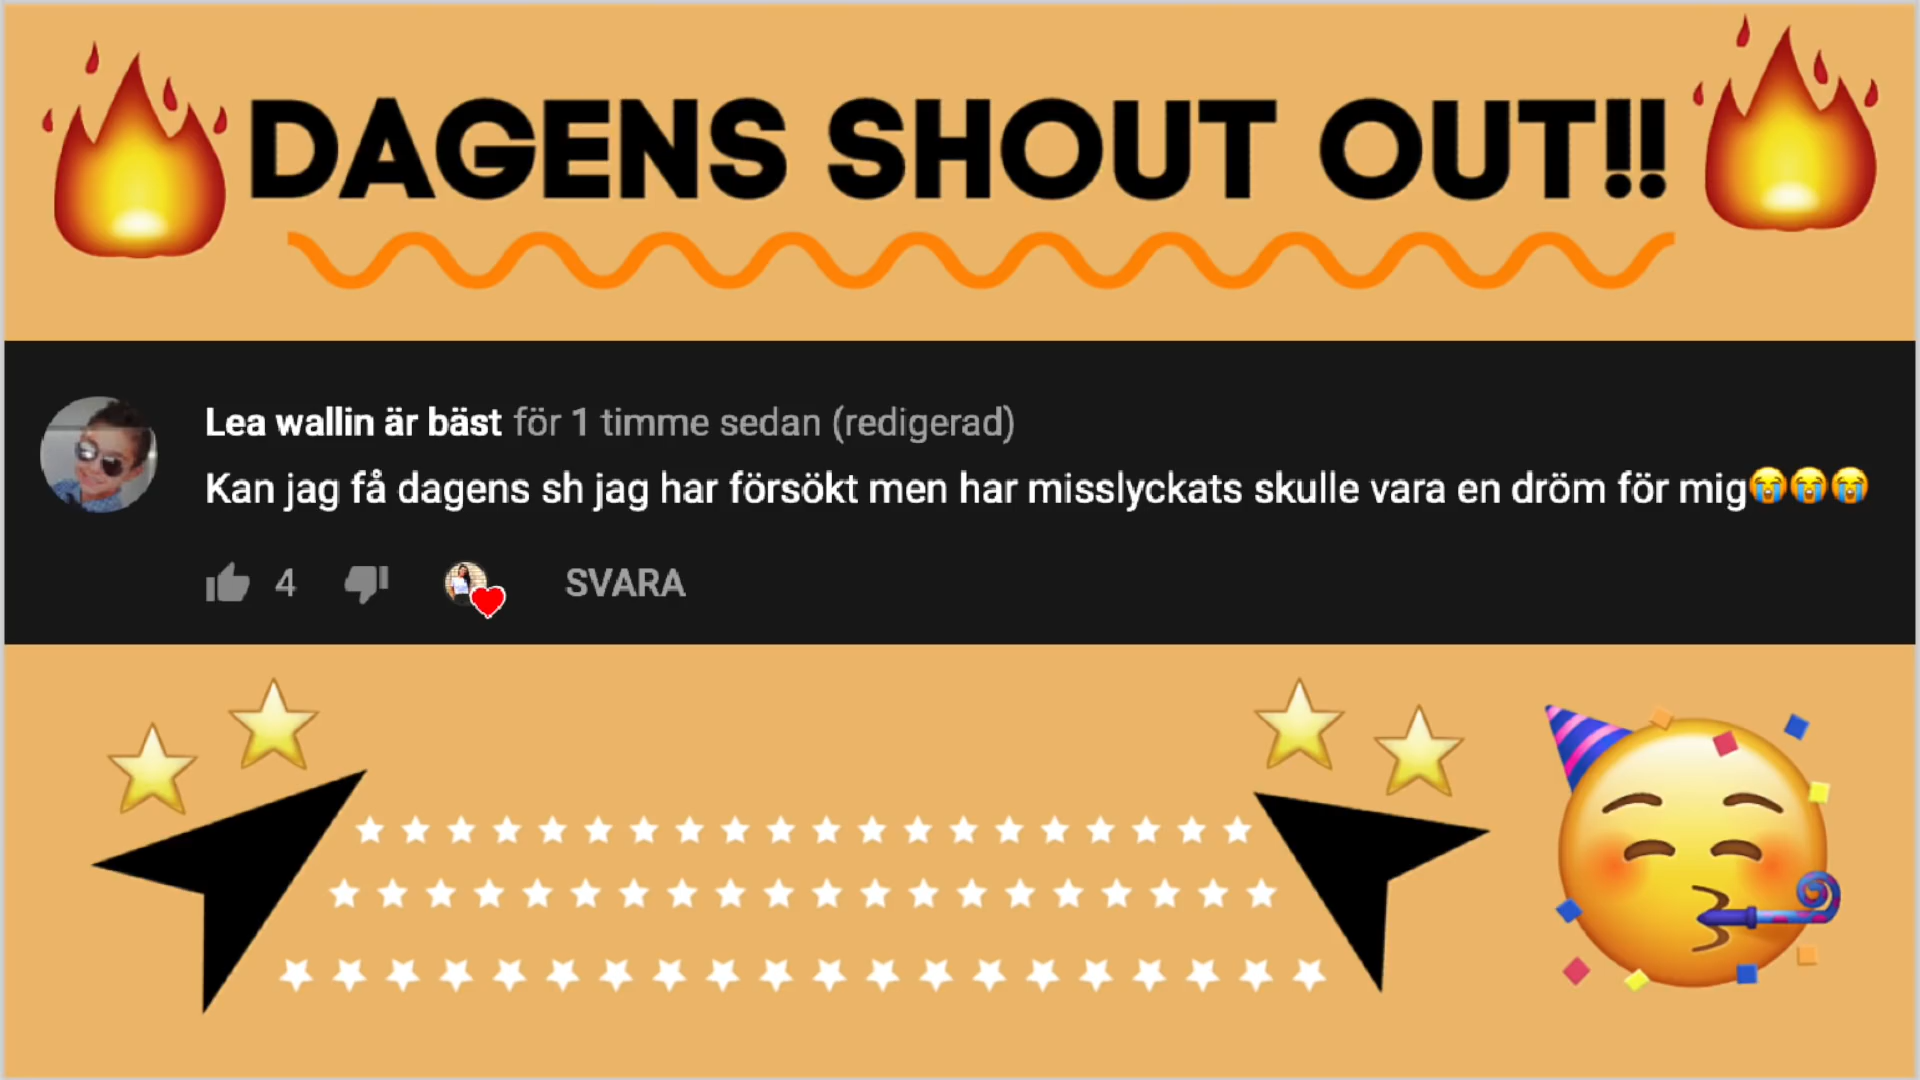 DAGENS SHOUT OUT!!
Lea wallin är bäst för 1 timme sedan (redigerad)
Kan jag få dagens sh jag har försökt men har misslyckats skulle vara en dröm för mig😭😭😭
4 SVARA